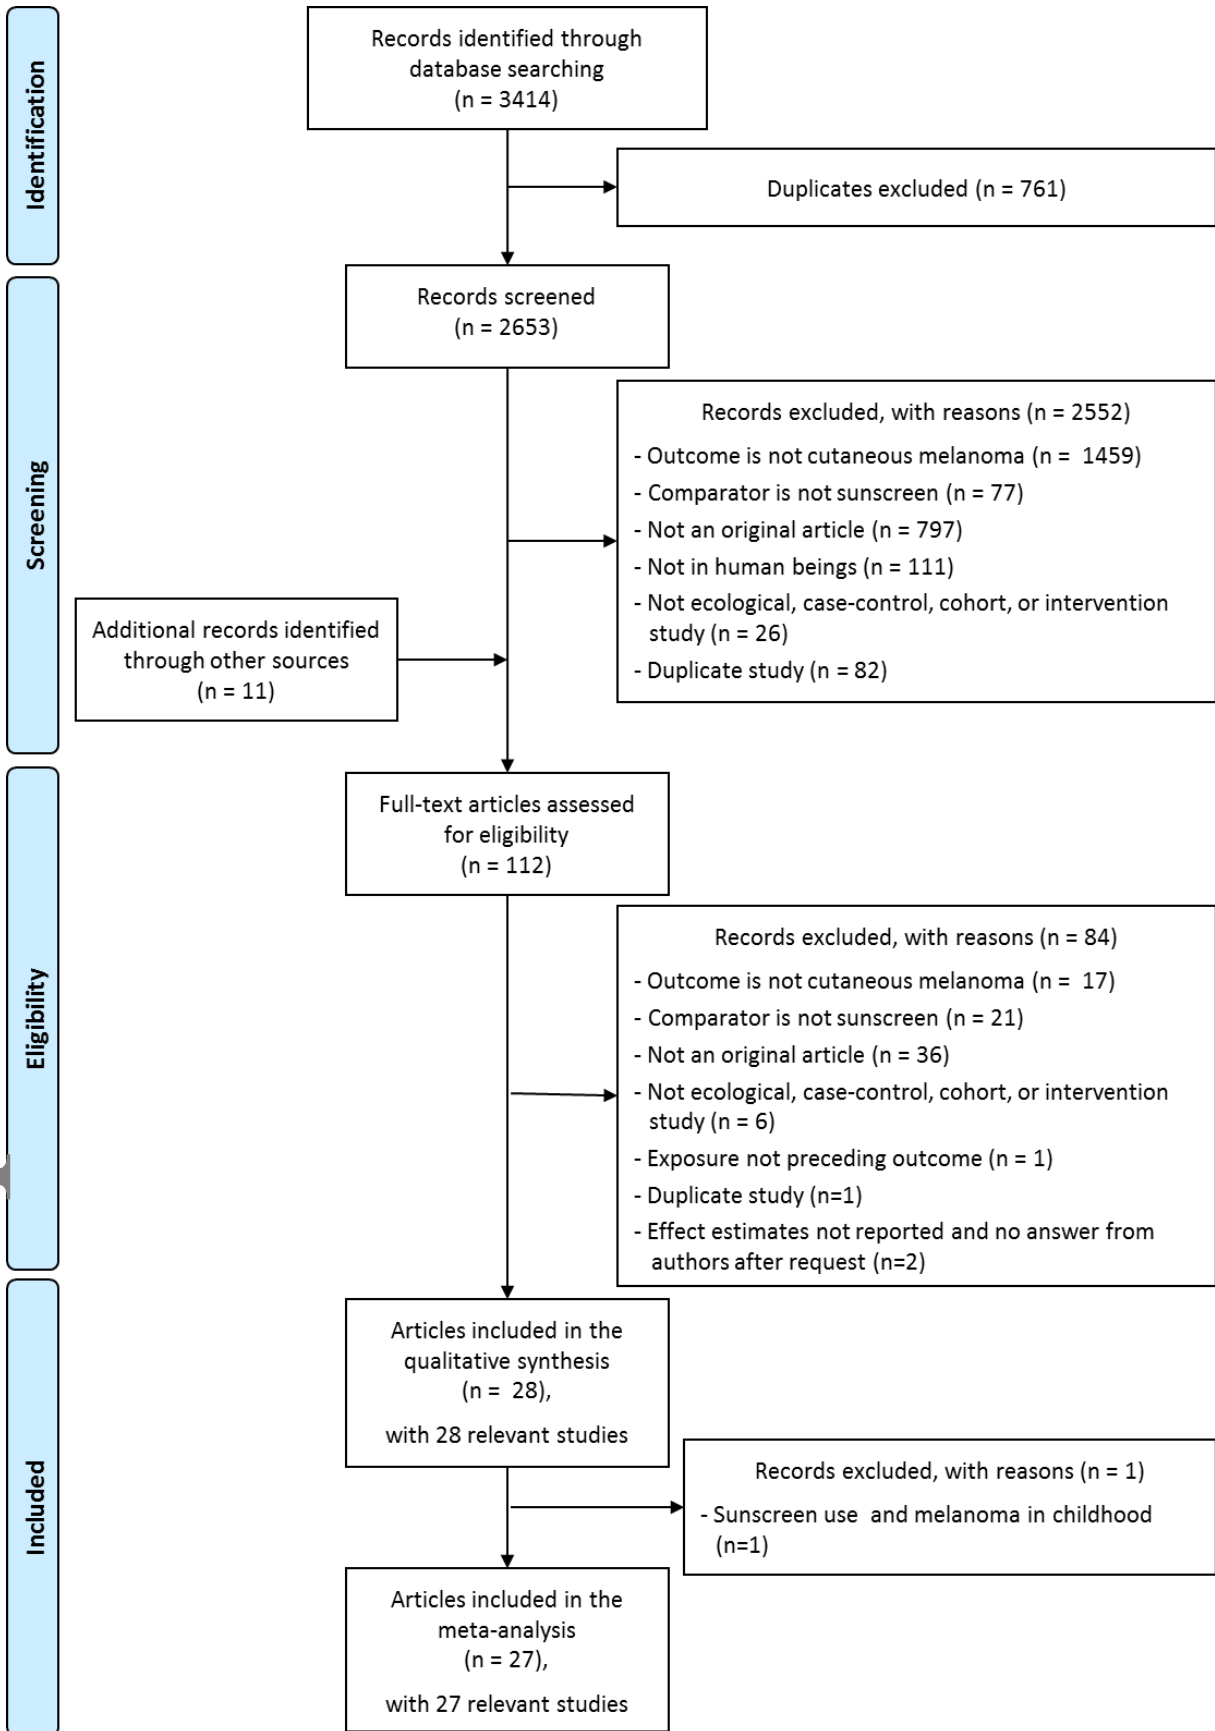 Identification
Records identified through
database searching
(n = 3414)
Duplicates excluded (n = 761)
Screening
Records screened
(n = 2653)
Records excluded, with reasons (n = 2552)
- Outcome is not cutaneous melanoma (n =  1459)
- Comparator is not sunscreen (n = 77)
- Not an original article (n = 797)
- Not in human beings (n = 111)
- Not ecological, case-control, cohort, or intervention
study (n = 26)
- Duplicate study (n = 82)
Additional records identified
through other sources
(n = 11)
Eligibility
Full-text articles assessed
for eligibility
(n = 112)
Records excluded, with reasons (n = 84)
- Outcome is not cutaneous melanoma (n =  17)
- Comparator is not sunscreen (n = 21)
- Not an original article (n = 36)
- Not ecological, case-control, cohort, or intervention
study (n = 6)
- Exposure not preceding outcome (n = 1)
- Duplicate study (n=1)
- Effect estimates not reported and no answer from
authors after request (n=2)
Included
Articles included in the
qualitative synthesis
(n =  28),
with 28 relevant studies
Records excluded, with reasons (n = 1)
- Sunscreen use  and melanoma in childhood
(n=1)
Articles included in the
meta-analysis
(n = 27),
with 27 relevant studies